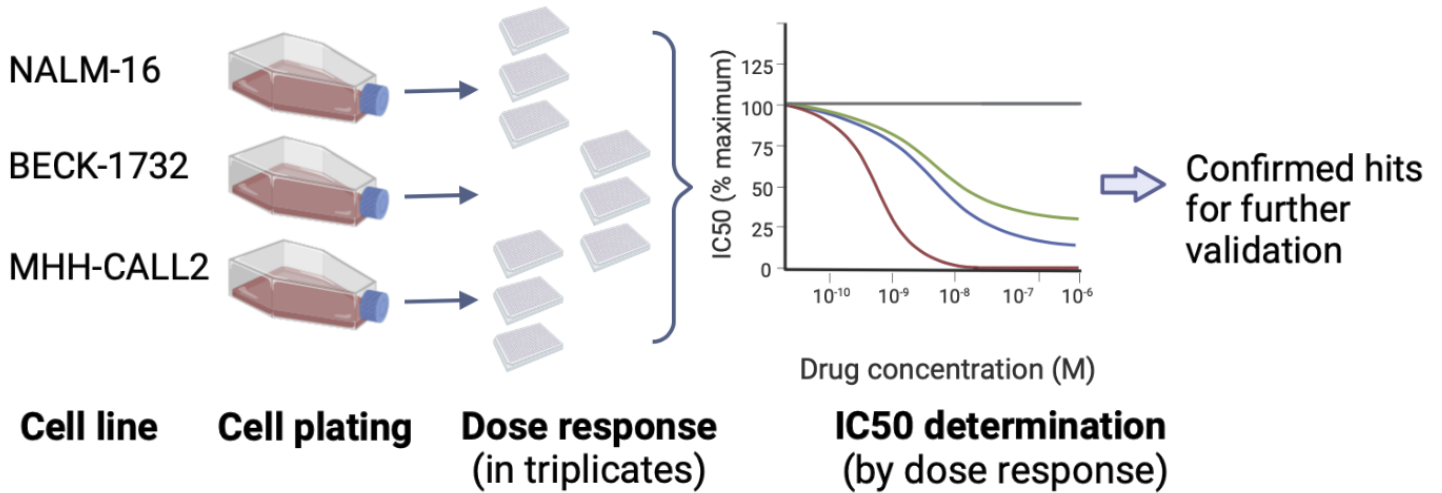 NALM-16
BECK-1732
MHH-CALL2
IC50 (% maximum)
125
100
75
50
25
0
10-10
10-9
10-8
10-7
10-6
Drug concentration (M)
Confirmed hits
for further
validation
Cell line
Cell plating
Dose response
(in triplicates)
IC50 determination
(by dose response)